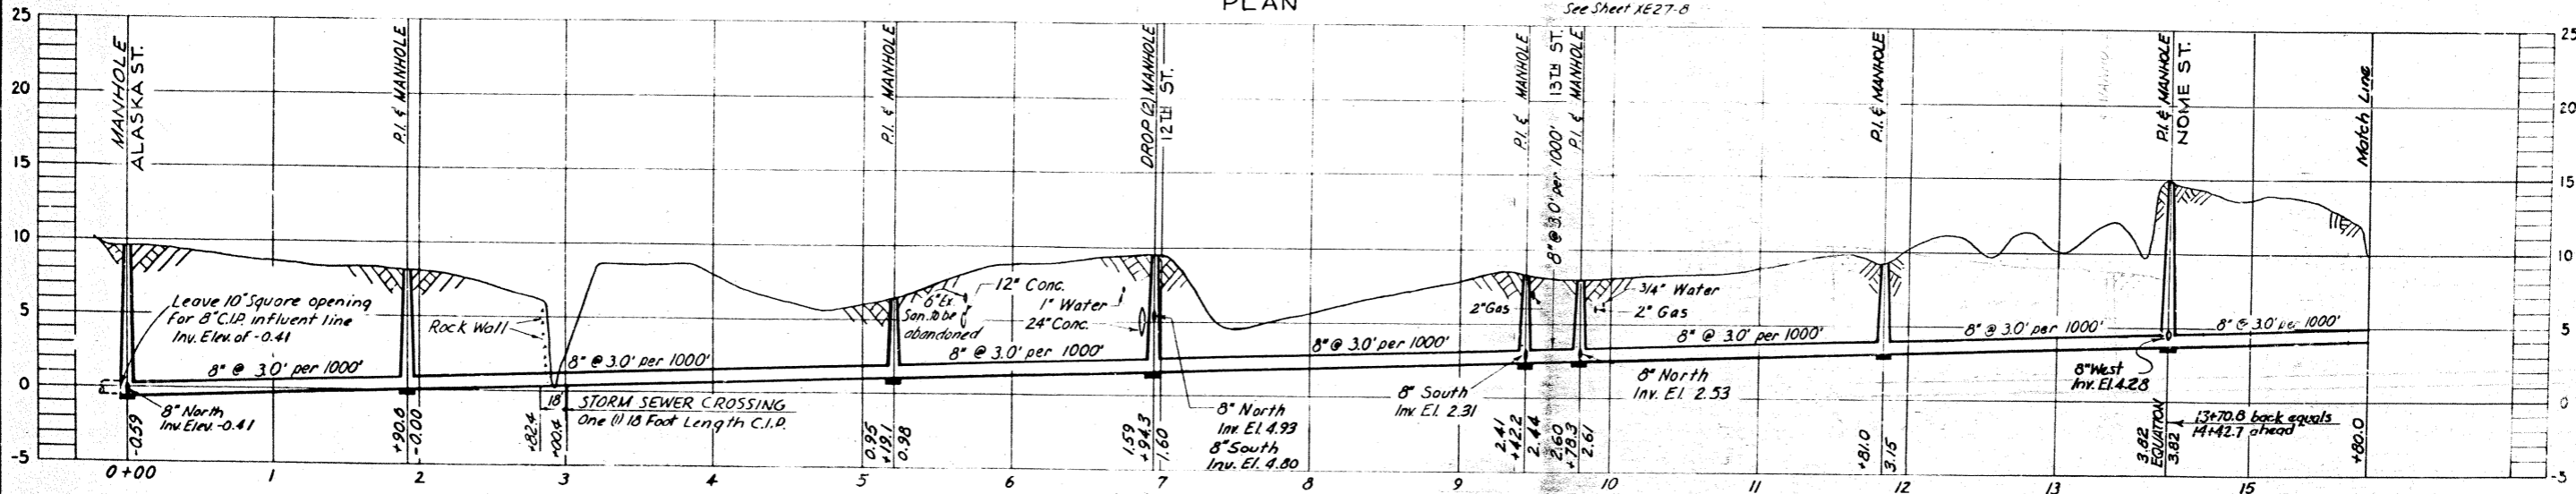 PLAN
See Sheet XE27-8
25
20
15
10
5
0
-5
25
20
15
10
5
0
-5
MANHOLE
ALASKA ST.
P.I. & MANHOLE
P.I. & MANHOLE
DROP (2) MANHOLE
12TH ST.
P.I. & MANHOLE
13TH ST.
8" @ 3.0' per 1000'
P.I. & MANHOLE
P.I. & MANHOLE
P.I. & MANHOLE
NOME ST.
Match Line
Leave 10" Square opening
For 8" C.I.P. influent line
Inv. Elev. of -0.41
Rock Wall
6" Ex.
San. to be
abandoned
12" Conc.
1" Water
24" Conc.
2" Gas
3/4" Water
2" Gas
8" @ 3.0' per 1000'
8" @ 3.0' per 1000'
8" @ 3.0' per 1000'
8" @ 3.0' per 1000'
8" @ 3.0' per 1000'
8" @ 3.0' per 1000'
8" @ 3.0' per 1000'
8" North
Inv. Elev. -0.41
18'
STORM SEWER CROSSING
One (1) 18 Foot Length C.I.P.
8" North
Inv. El. 4.93
8" South
Inv. El. 4.80
8" South
Inv. El. 2.31
8" North
Inv. El. 2.53
8" West
Inv. El. 4.28
13+70.8 back equals
14+42.7 ahead
-0.59
+90.8
-0.00
+82.4
+00.4
0.95
+19.1
0.98
1.59
+94.3
1.60
2.41
+42.2
2.44
2.60
+78.3
2.61
+81.0
3.15
3.82
EQUATION
3.82
+80.0
0+00
1
2
3
4
5
6
7
8
9
10
11
12
13
15